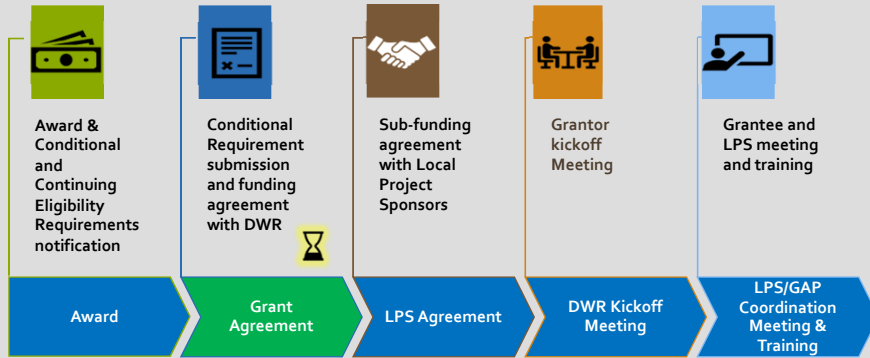 Award &
Conditional
and
Continuing
Eligibility
Requirements
notification
Conditional
Requirement
submission
and funding
agreement
with DWR
Sub-funding
agreement
with Local
Project
Sponsors
Grantor
kickoff
Meeting
Grantee and
LPS meeting
and training
Award
Grant
Agreement
LPS Agreement
DWR Kickoff
Meeting
LPS/GAP
Coordination
Meeting &
Training